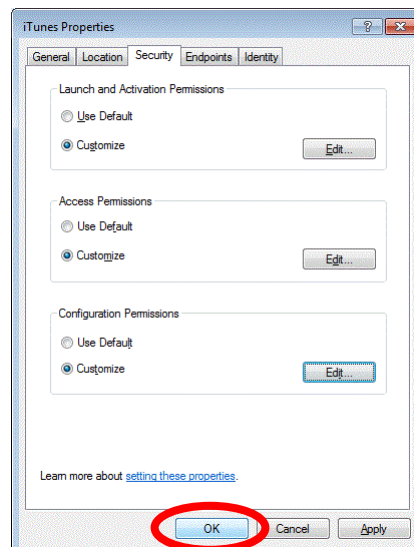 iTunes Properties
General Location Security Endpoints Identity
Launch and Activation Permissions
Use Default
Customize Edit...
Access Permissions
Use Default
Customize Edit...
Configuration Permissions
Use Default
Customize Edit...
Learn more about setting these properties.
OK Cancel Apply